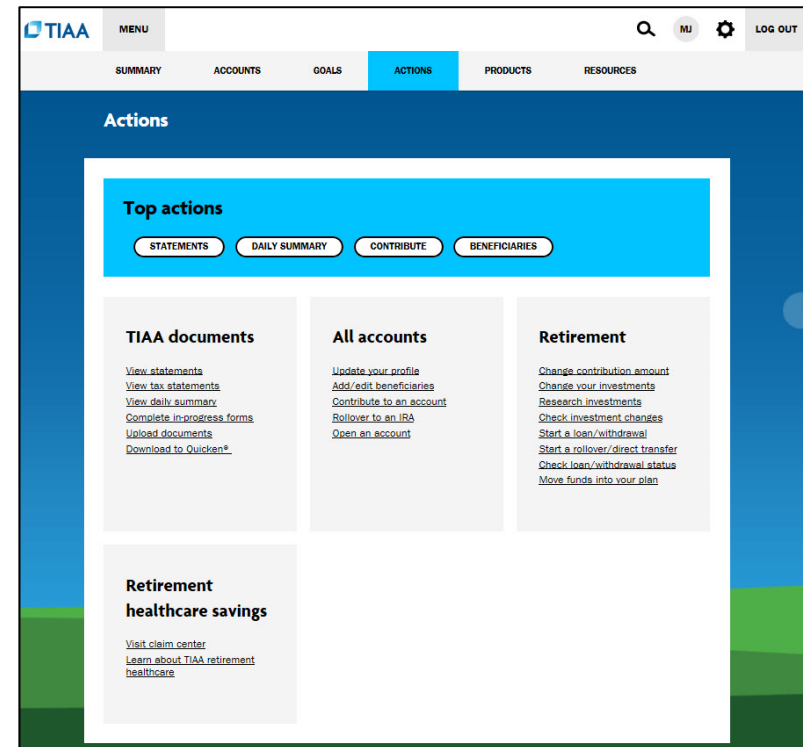 TIAA MENU MJ LOG OUT
SUMMARY ACCOUNTS GOALS ACTIONS PRODUCTS RESOURCES
Actions
Top actions
STATEMENTS DAILY SUMMARY CONTRIBUTE BENEFICIARIES
TIAA documents
View statements
View tax statements
View daily summary
Complete in-progress forms
Upload documents
Download to Quicken®
All accounts
Update your profile
Add/edit beneficiaries
Contribute to an account
Rollover to an IRA
Open an account
Retirement
Change contribution amount
Change your investments
Research investments
Check investment changes
Start a loan/withdrawal
Start a rollover/direct transfer
Check loan/withdrawal status
Move funds into your plan
Retirement
healthcare savings
Visit claim center
Learn about TIAA retirement
healthcare